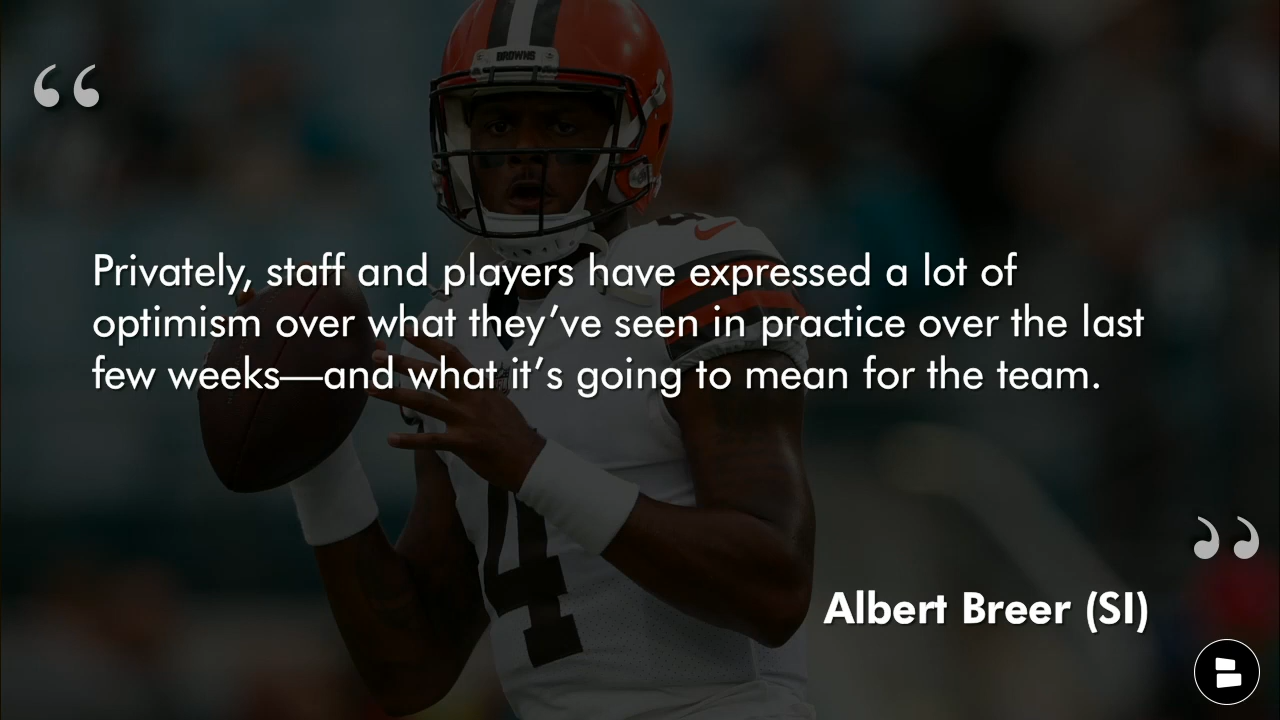 BROWNS
“
Privately, staff and players have expressed a lot of
optimism over what they’ve seen in practice over the last
few weeks—and what it’s going to mean for the team.
4
”
Albert Breer (SI)